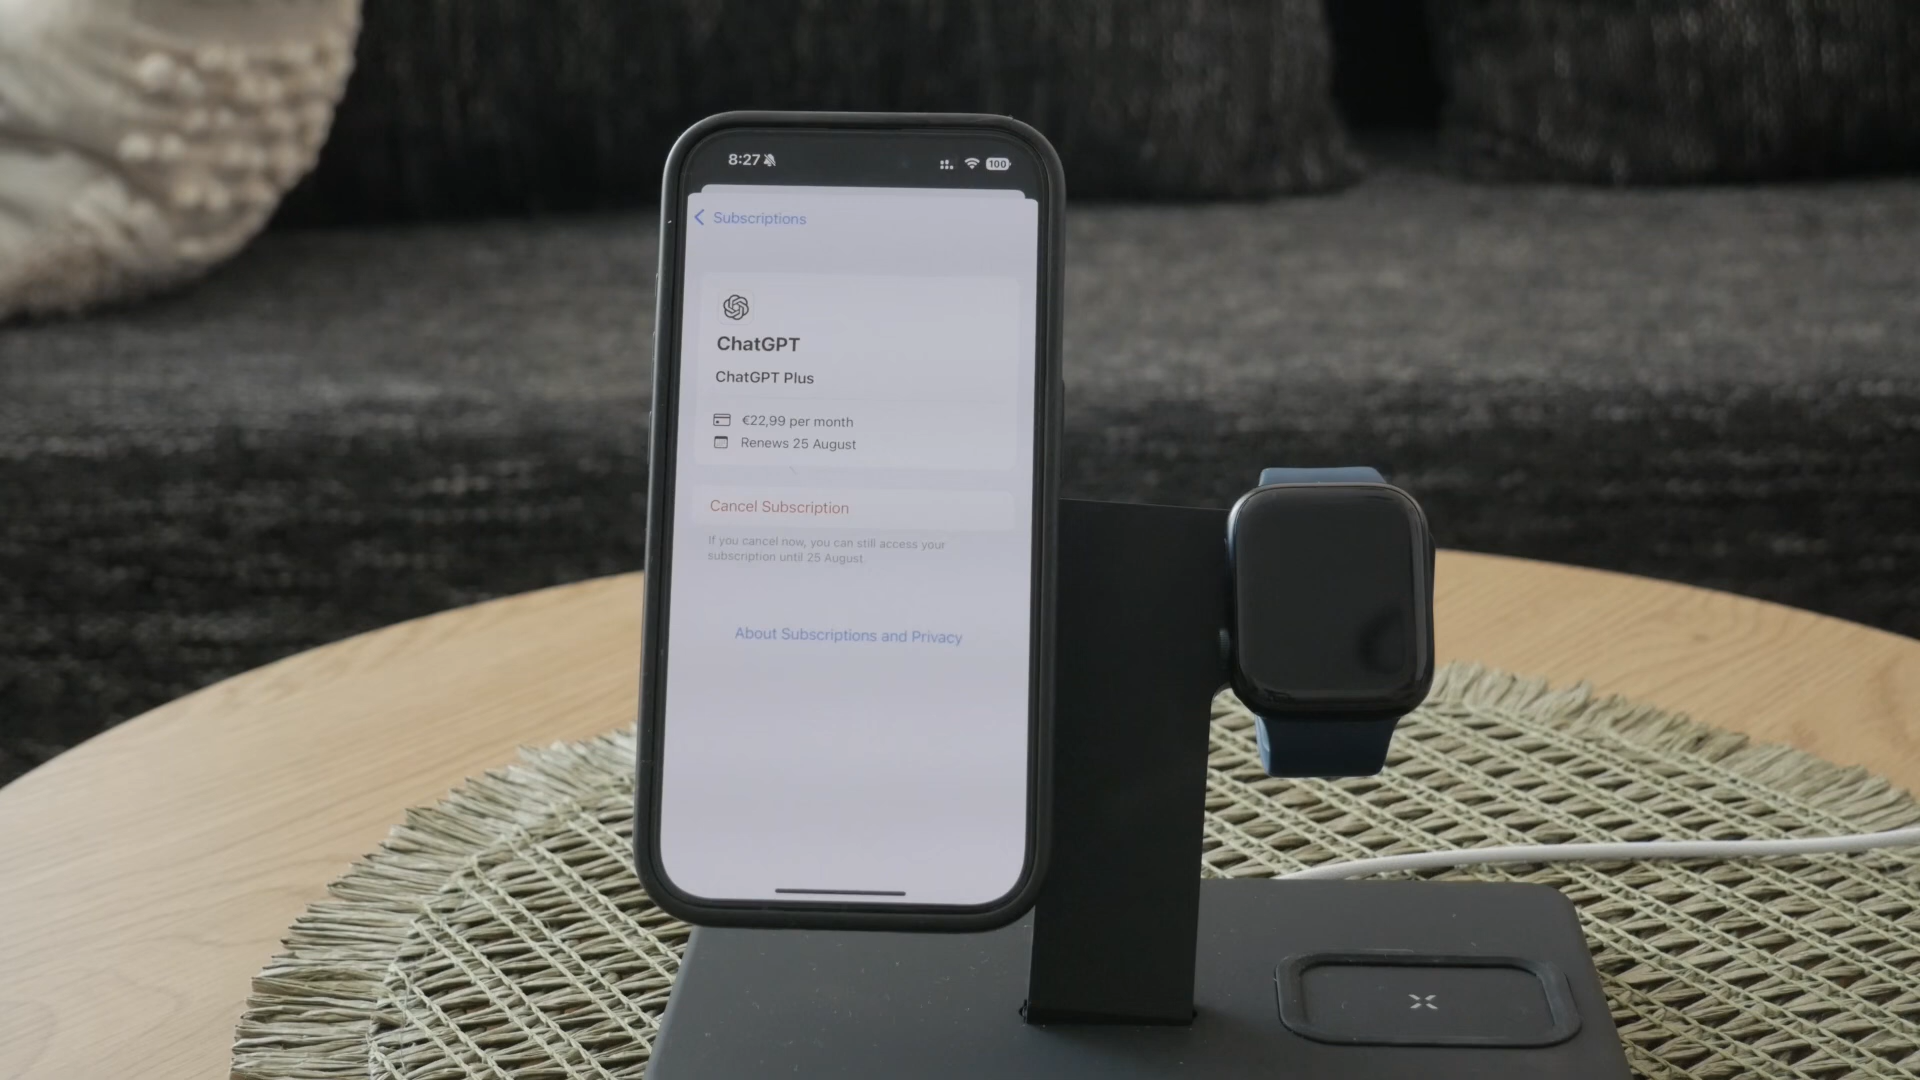 8:27
100
Subscriptions
ChatGPT
ChatGPT Plus
€22,99 per month
Renews 25 August
Cancel Subscription
If you cancel now, you can still access your
subscription until 25 August.
About Subscriptions and Privacy